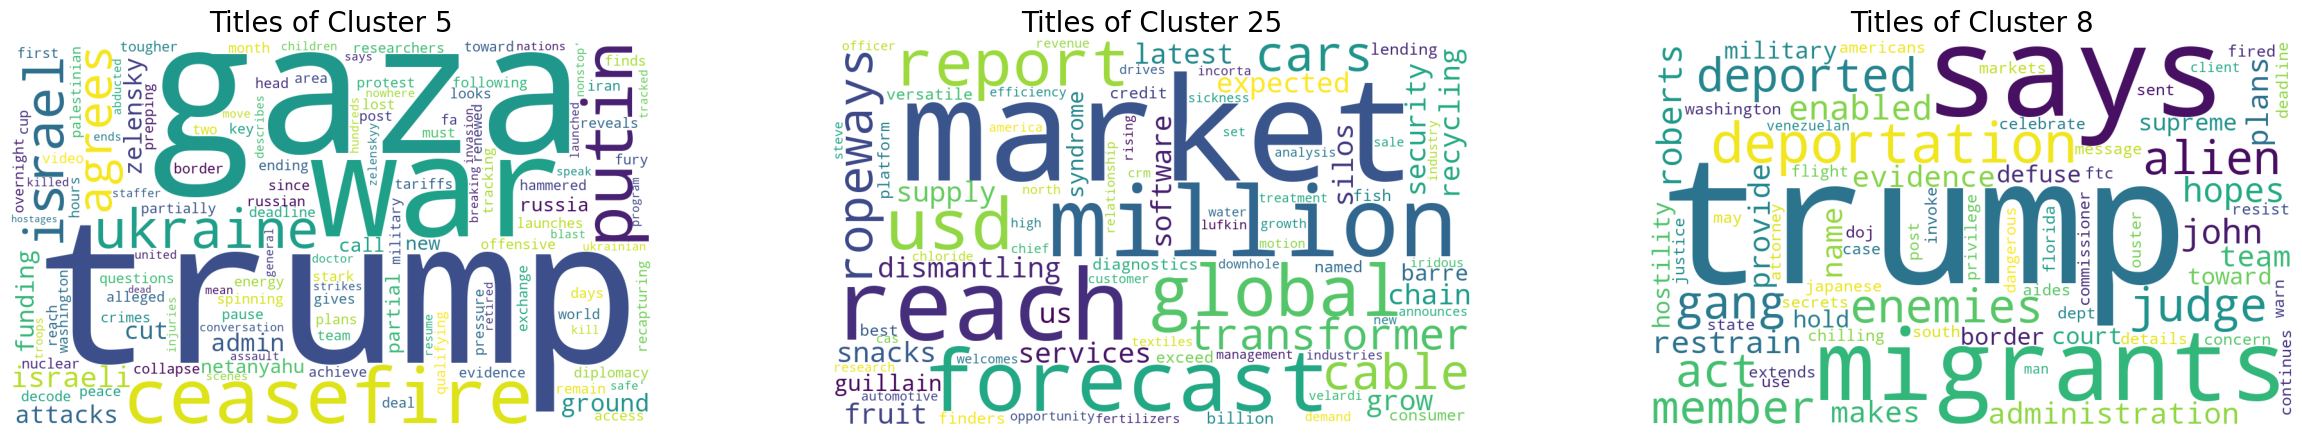 Titles of Cluster 5
first
tougher
month
children
researchers
toward
nations
says
israel
palestinian
agrees
abducted
zelensky
prepping
gaza
head
area
protest
following
nowhere
lost
looks
finds
iran
nonstop
tracked
putin
overnight
cup
ends
move
two
key
post
fa
renewed
reveals
launched
describes
hundreds
must
video
killed
hours
staffer
border
ending
since
zelenskyy
war
tariffs
tracking
breaking
invasion
hammered
speak
fury
program
hostages
partially
russian
deadline
russia
launches
blast
ukraine
call
military
new
offensive
ukrainian
funding
troops
washington
reach
united
general
doctor
trump
questions
dead
alleged
energy
mean
spinning
stark
strikes
gives
partial
resume
qualifying
pressure
retired
evidence
exchange
days
world
kill
recapturing
crimes
injuries
pause
plans
conversation
team
cut
admin
assault
nuclear
collapse
netanyahu
achieve
diplomacy
israeli
scenes
remain
safe
decode
peace
ceasefire
deal
ground
attacks
access
Titles of Cluster 25
officer
revenue
latest
cars
lending
steve
ropeways
report
drives
incorta
expected
versatile
efficiency
credit
sickness
platform
market
america
syndrome
rising
software
set
analysis
silos
sale
security
industry
recycling
supply
north
relationship
crm
treatment
fish
usd
high
million
water
growth
lufkin
chief
motion
chloride
dismantling
diagnostics
downhole
named
iridous
barre
customer
reach
us
global
chain
announces
best
cas
transformer
new
snacks
welcomes
services
textiles
exceed
management
industries
research
guillain
forecast
cable
automotive
velardi
grow
fruit
finders
opportunity
fertilizers
billion
demand
consumer
Titles of Cluster 8
military
americans
says
fired
roberts
deported
markets
client
plans
deadline
washington
enabled
sent
venezuelan
celebrate
supreme
deportation
message
alien
hostility
justice
provide
attorney
flight
evidence
defuse
ftc
hopes
trump
name
may
doj
case
post
invoke
privilege
dangerous
florida
commissioner
ouster
john
resist
team
toward
japanese
aides
gang
secrets
enemies
dept
judge
warn
continues
state
hold
south
border
court
details
restrain
chilling
concern
act
extends
use
man
migrants
member
makes
administration